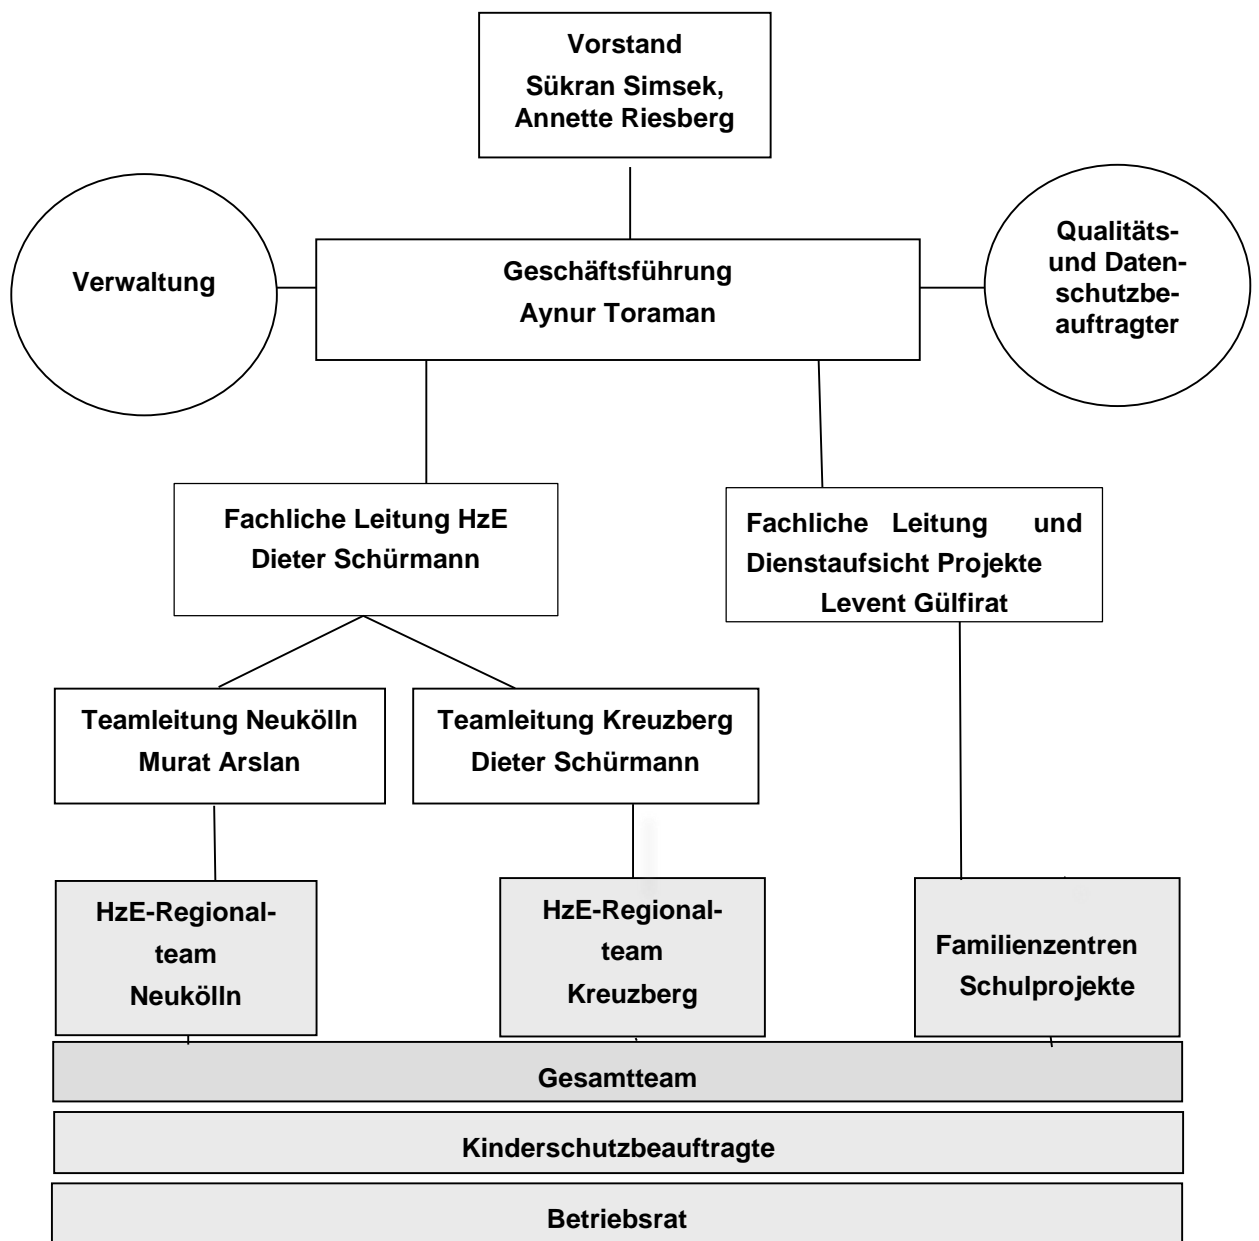 Vorstand
Sükran Simsek,
Annette Riesberg
Verwaltung
Geschäftsführung
Aynur Toraman
Qualitäts-
und Daten-
schutzbe-
auftragter
Fachliche Leitung HzE
Dieter Schürmann
Fachliche Leitung und
Dienstaufsicht Projekte
Levent Gülfirat
Teamleitung Neukölln
Murat Arslan
Teamleitung Kreuzberg
Dieter Schürmann
HzE-Regional-
team
Neukölln
HzE-Regional-
team
Kreuzberg
Familienzentren
Schulprojekte
Gesamtteam
Kinderschutzbeauftragte
Betriebsrat